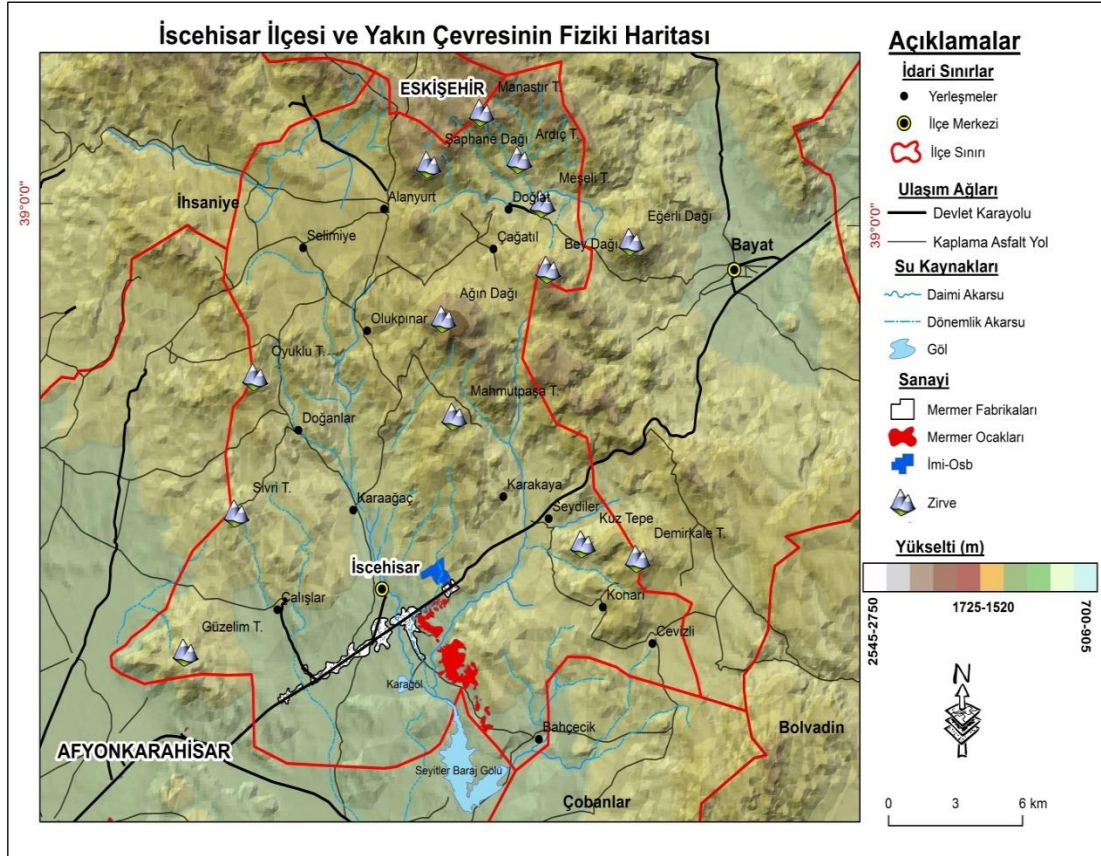 İscehisar İlçesi ve Yakın Çevresinin Fiziki Haritası
ESKİŞEHİR
Manastır T.
Şaphane Dağı
Ardıç T.
Meşeli T.
İhsaniye
Alanyurt
Doğlat
Eğerli Dağı
Selimiye
Çağatıl
Bey Dağı
Bayat
Ağın Dağı
Olukpınar
Oyuklu T.
Mahmutpaşa T.
Doğanlar
Sivri T.
Karaağaç
Karakaya
Seydiler
Kuz Tepe
Demirkale T.
İscehisar
Çalışlar
Konarı
Güzelim T.
Cevizli
Karagöl
Bolvadin
AFYONKARAHİSAR
Bahçecik
Seyitler Baraj Gölü
Çobanlar
39°0'0"
39°0'0"
Açıklamalar
İdari Sınırlar
Yerleşmeler
İlçe Merkezi
İlçe Sınırı
Ulaşım Ağları
Devlet Karayolu
Kaplama Asfalt Yol
Su Kaynakları
Daimi Akarsu
Dönemlik Akarsu
Göl
Sanayi
Mermer Fabrikaları
Mermer Ocakları
İmi-Osb
Zirve
Yükselti (m)
2545-2750
1725-1520
700-905
N
0 3 6 km